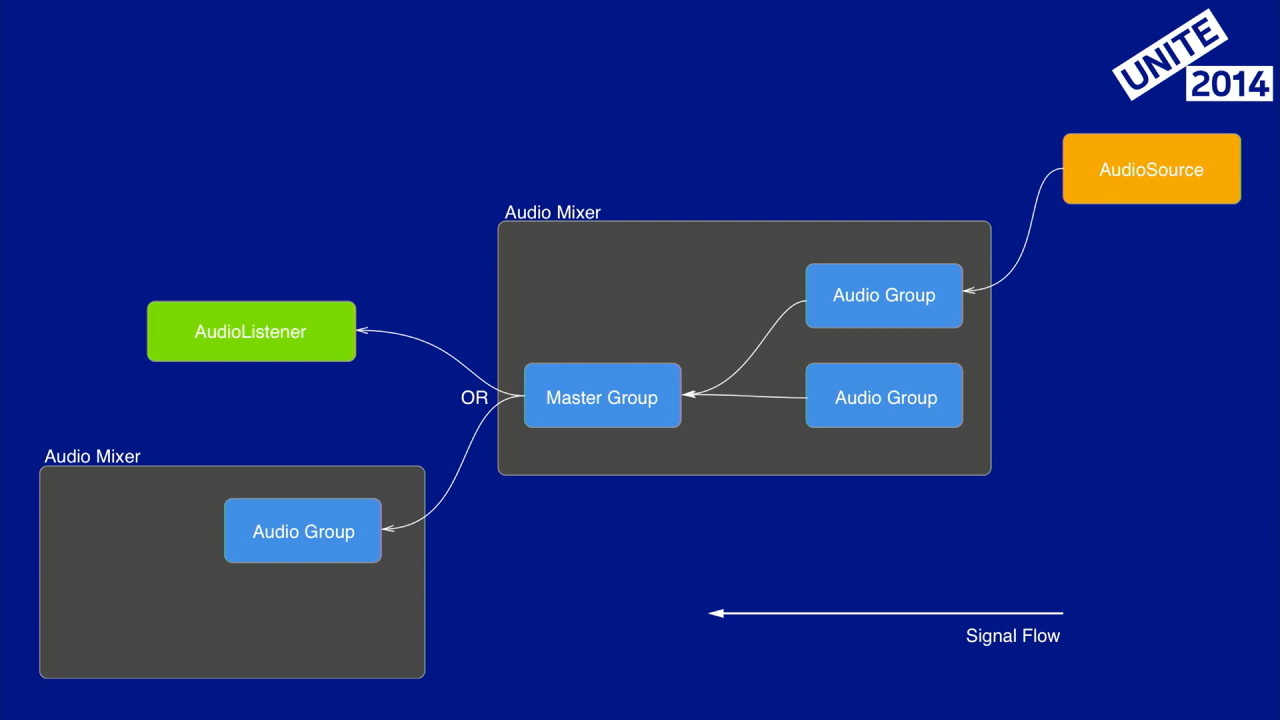 UNITE
2014
AudioSource
Audio Mixer
Audio Group
AudioListener
OR
Master Group
Audio Group
Audio Mixer
Audio Group
Signal Flow